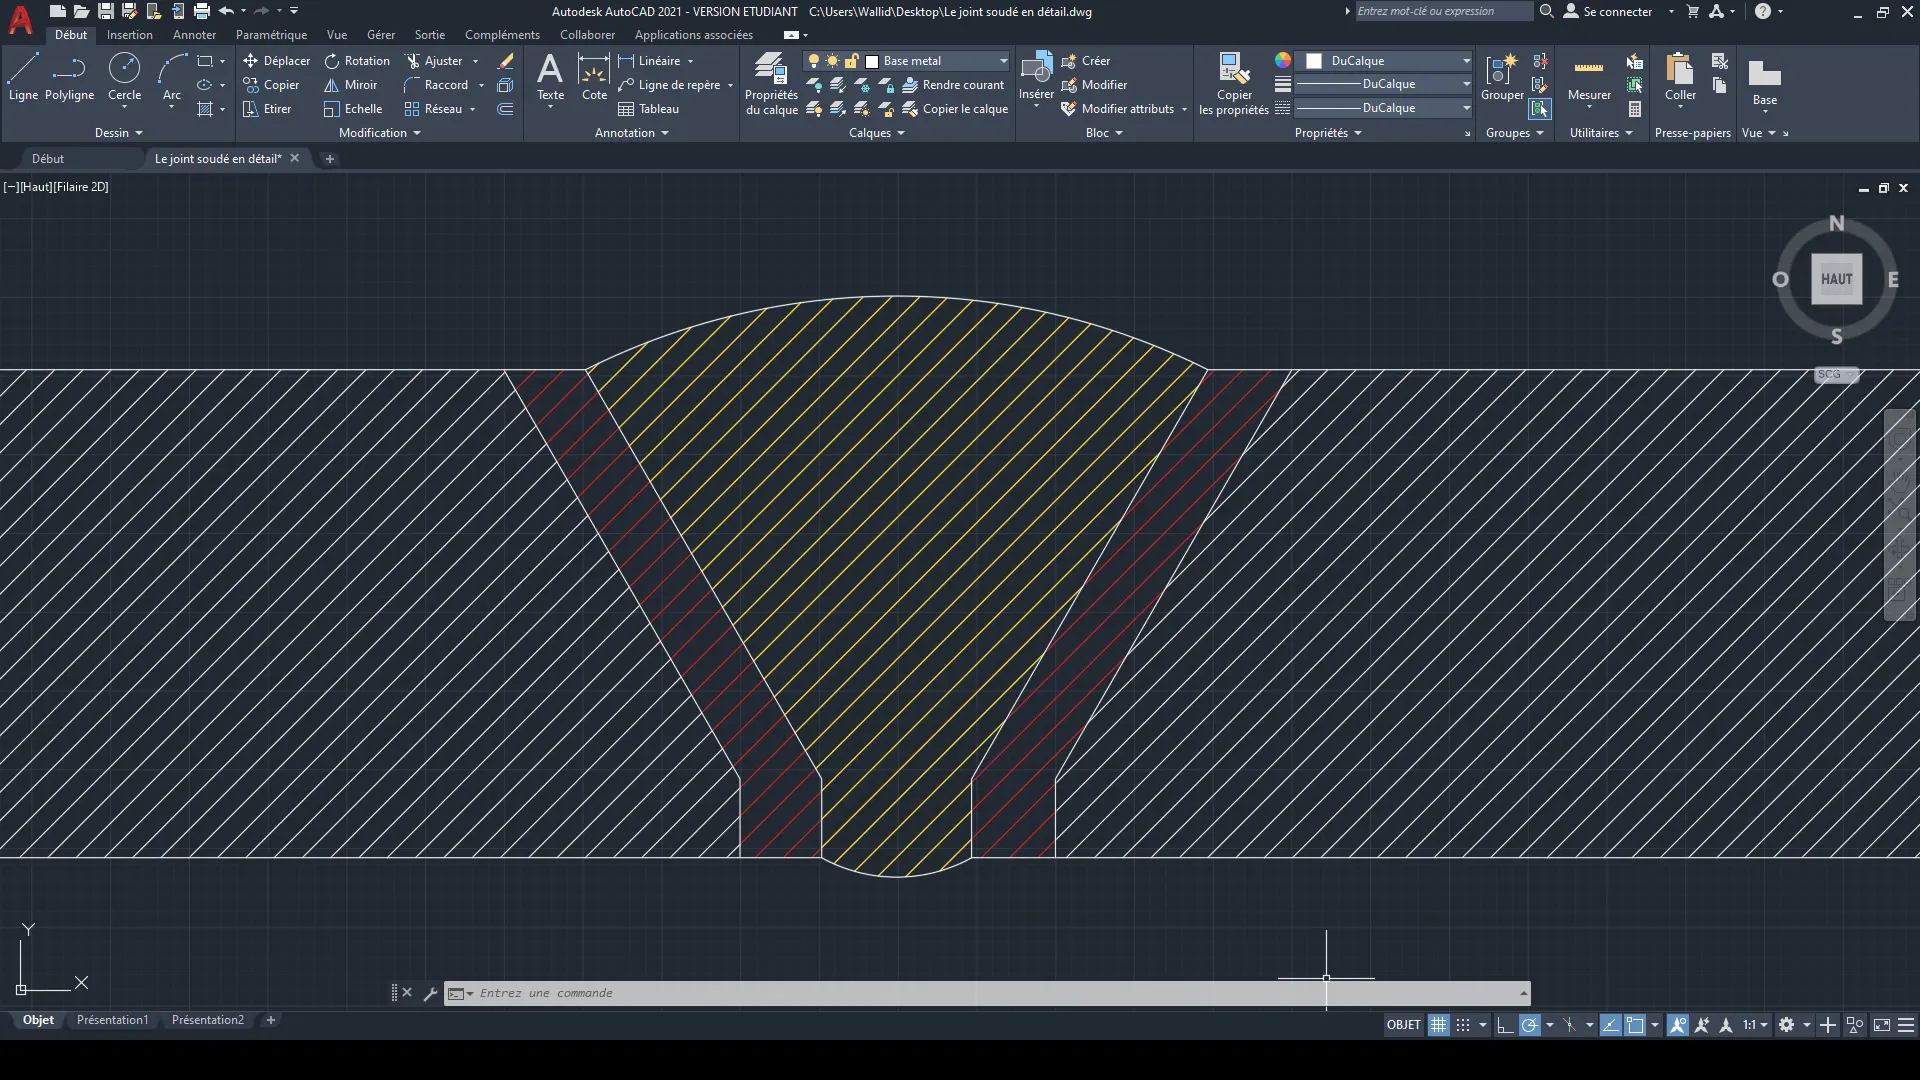 Autodesk AutoCAD 2021 - VERSION ETUDIANT C:\Users\Wallid\Desktop\Le joint soudé en détail.dwg
Entrez mot-clé ou expression
Se connecter
Début Insertion Annoter Paramétrique Vue Gérer Sortie Compléments Collaborer Applications associées
Ligne Polyligne Cercle Arc
Déplacer Rotation Ajuster
Copier Miroir Raccord
Etirer Echelle Réseau
Texte Cote
Linéaire
Ligne de repère
Tableau
Propriétés du calque
Base metal
Rendre courant
Copier le calque
Insérer
Créer
Modifier
Modifier attributs
Copier les propriétés
DuCalque
DuCalque
DuCalque
Grouper
Mesurer
Coller
Base
Dessin Modification Annotation Calques Bloc Propriétés Groupes Utilitaires Presse-papiers Vue
Début Le joint soudé en détail*
[−][Haut][Filaire 2D]
N
O HAUT E
S
SCG
Y
X
Entrez une commande
Objet Présentation1 Présentation2
OBJET 1:1